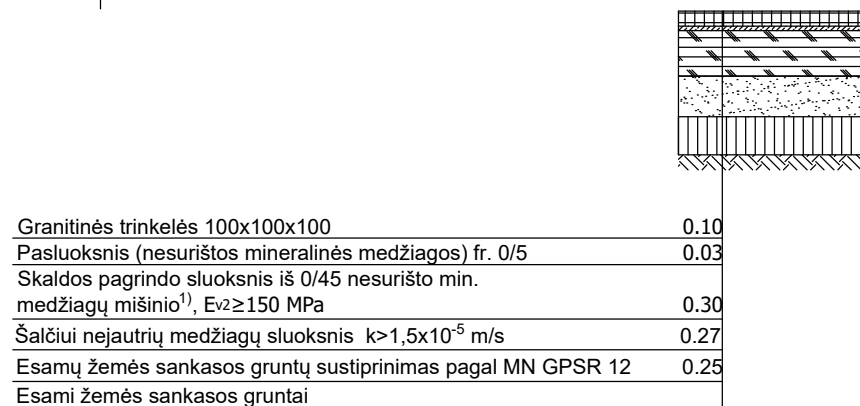 Granitinės trinkelės 100x100x100 0.10
Pasluoksnis (nesurištos mineralinės medžiagos) fr. 0/5 0.03
Skaldos pagrindo sluoksnis iš 0/45 nesurišto min.
medžiagų mišinio¹⁾, Ev2≥150 MPa 0.30
Šalčiui nejautrių medžiagų sluoksnis k>1,5x10⁻⁵ m/s 0.27
Esamų žemės sankasos gruntų sustiprinimas pagal MN GPSR 12 0.25
Esami žemės sankasos gruntai